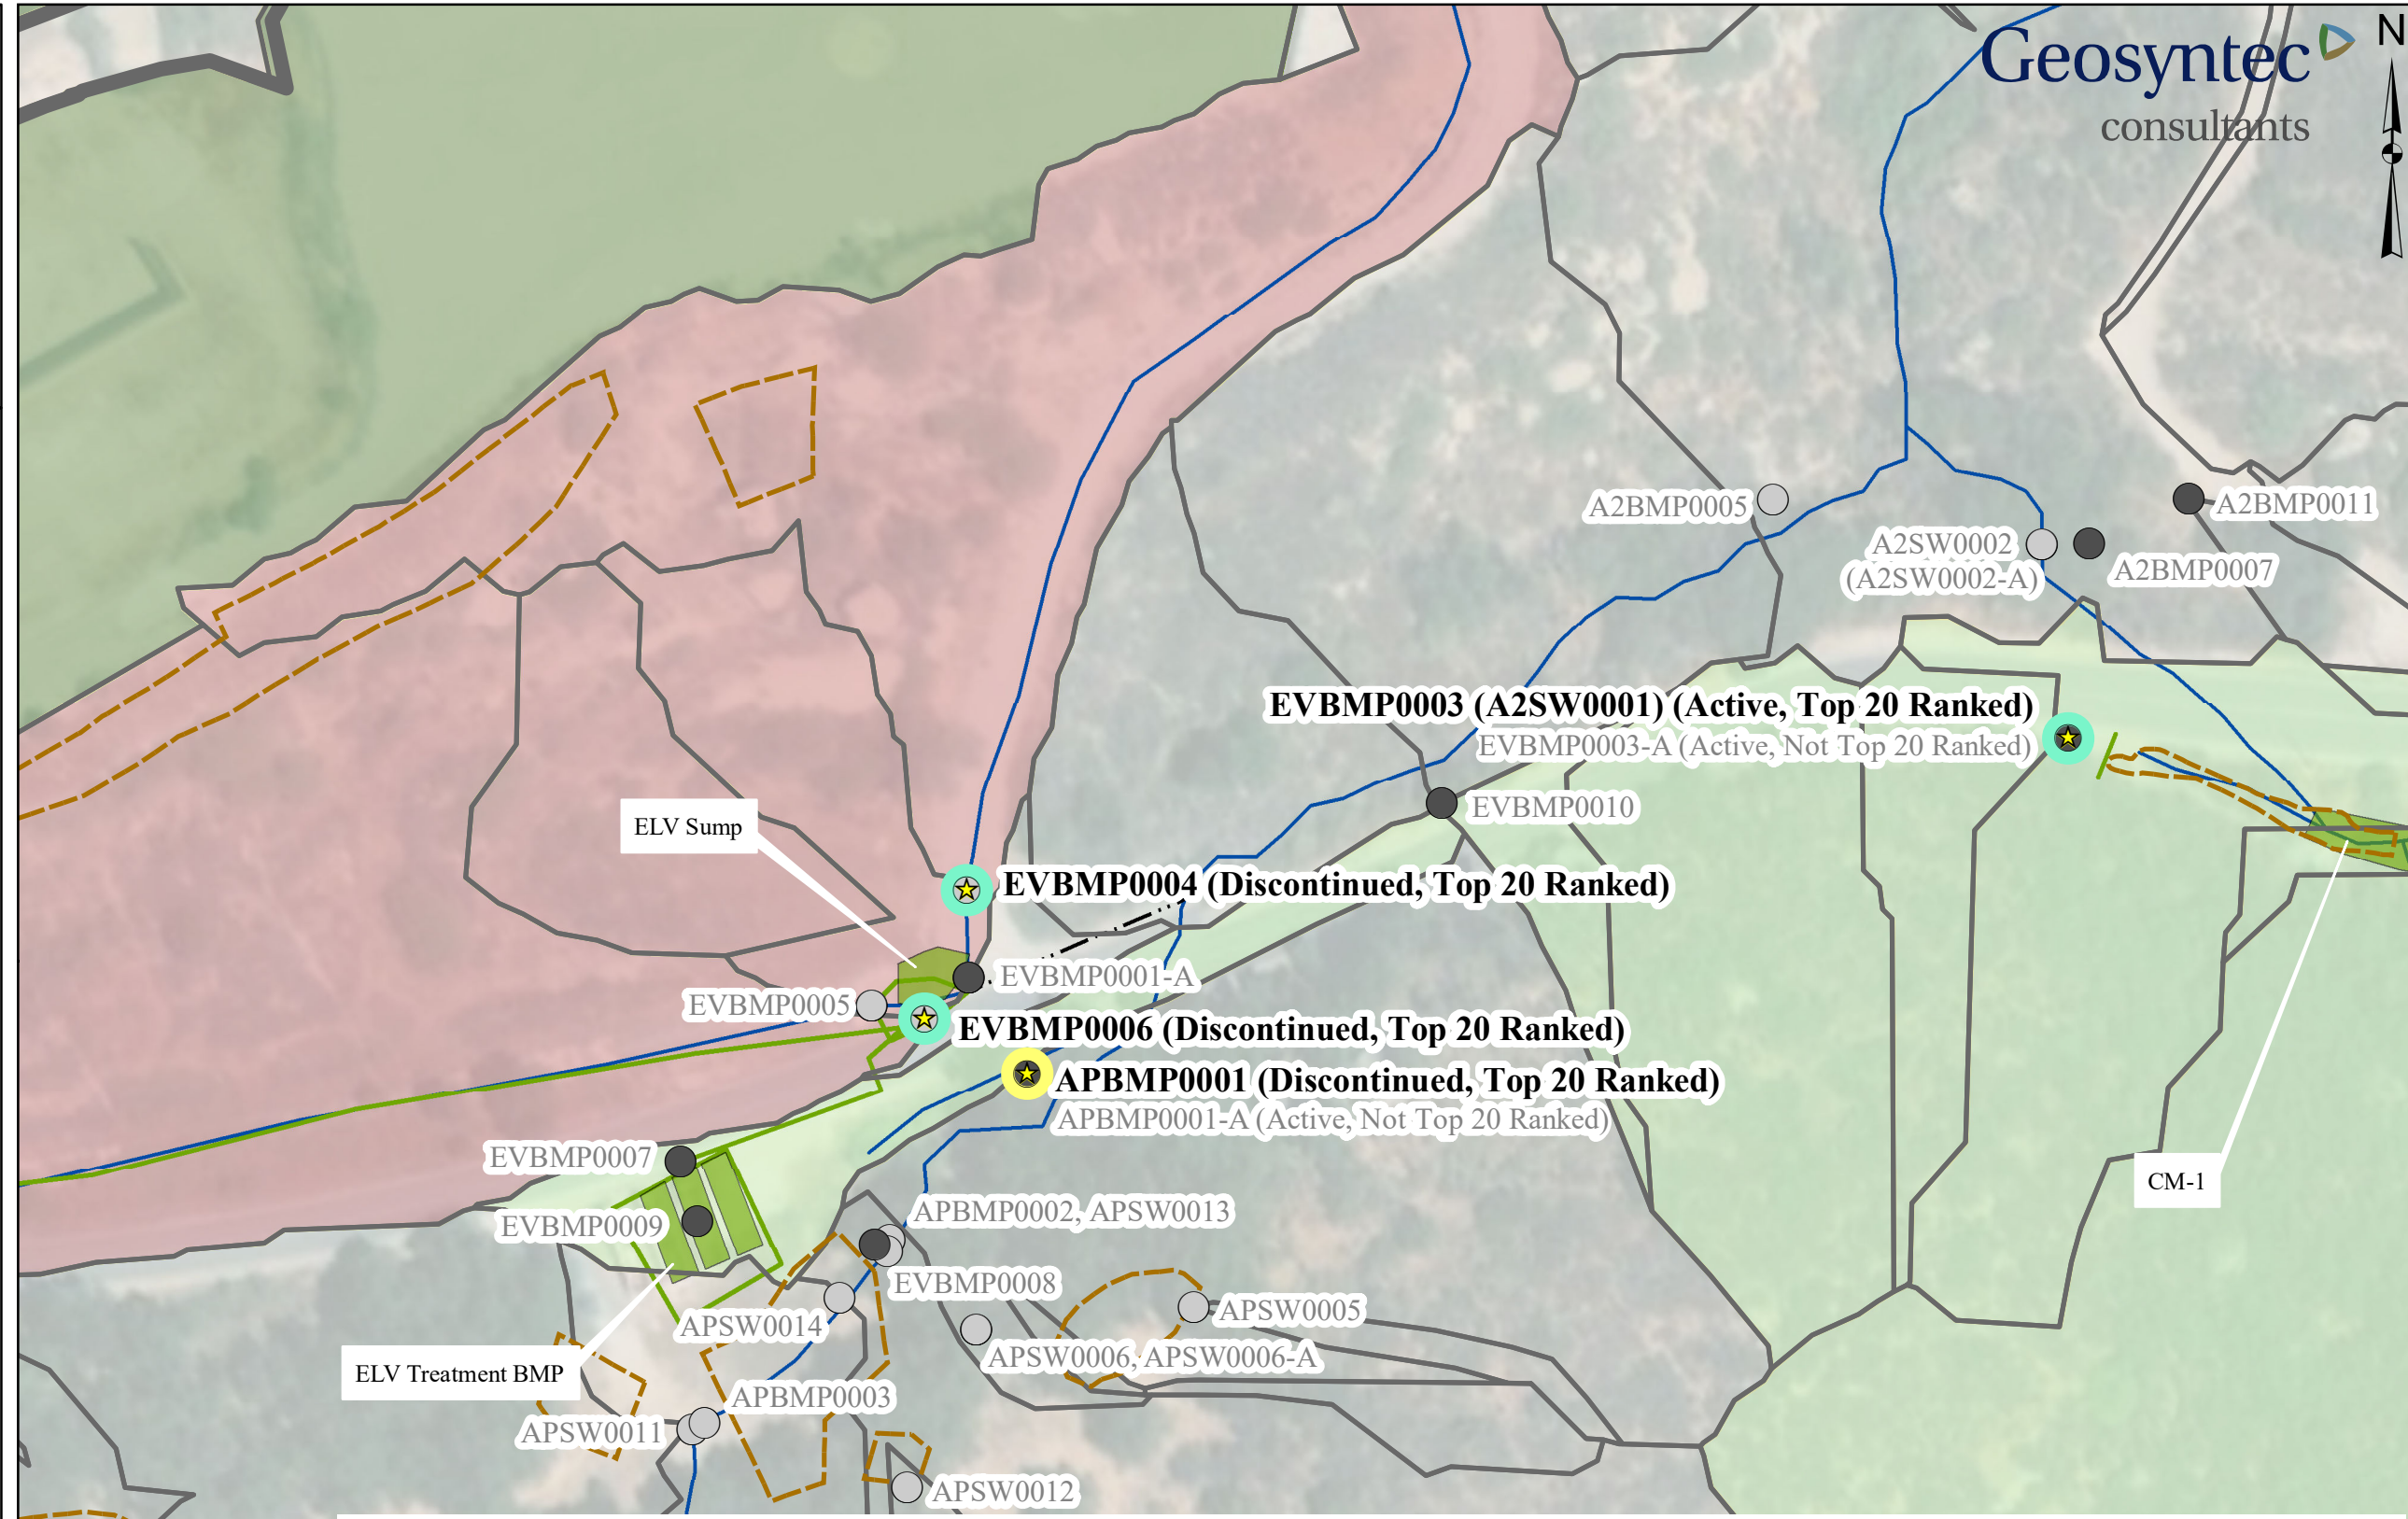 Geosyntec
consultants
N
A2BMP0005
A2BMP0011
A2SW0002
(A2SW0002-A)
A2BMP0007
EVBMP0003 (A2SW0001) (Active, Top 20 Ranked)
EVBMP0003-A (Active, Not Top 20 Ranked)
EVBMP0010
ELV Sump
EVBMP0004 (Discontinued, Top 20 Ranked)
EVBMP0001-A
EVBMP0005
EVBMP0006 (Discontinued, Top 20 Ranked)
APBMP0001 (Discontinued, Top 20 Ranked)
APBMP0001-A (Active, Not Top 20 Ranked)
EVBMP0007
CM-1
APBMP0002, APSW0013
EVBMP0009
EVBMP0008
APSW0005
APSW0014
APSW0006, APSW0006-A
ELV Treatment BMP
APBMP0003
APSW0011
APSW0012